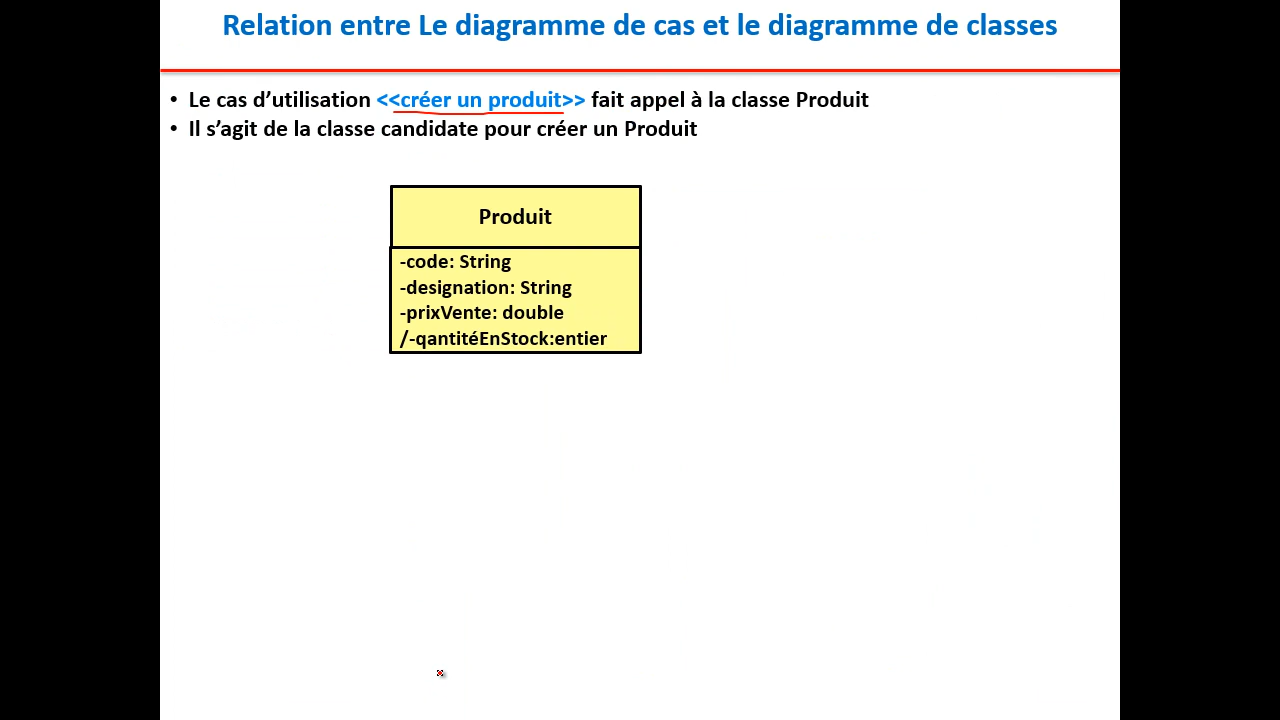 Relation entre Le diagramme de cas et le diagramme de classes
• Le cas d’utilisation <<créer un produit>> fait appel à la classe Produit
• Il s’agit de la classe candidate pour créer un Produit
Produit
-code: String
-designation: String
-prixVente: double
/-qantitéEnStock:entier